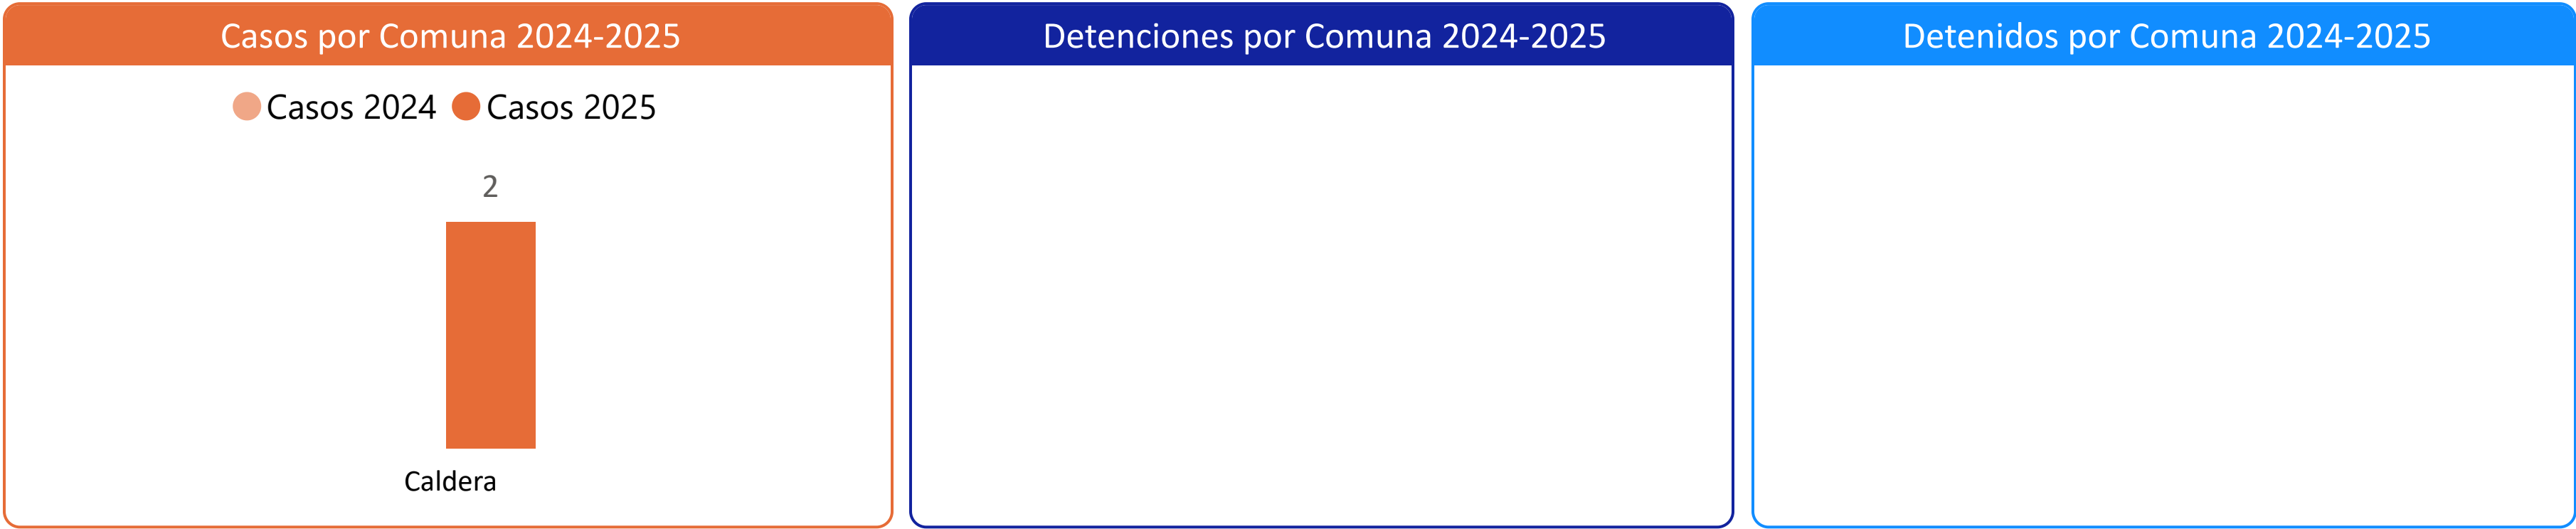 Casos por Comuna 2024-2025
Casos 2024 Casos 2025
2
Caldera
Detenciones por Comuna 2024-2025
Detenidos por Comuna 2024-2025